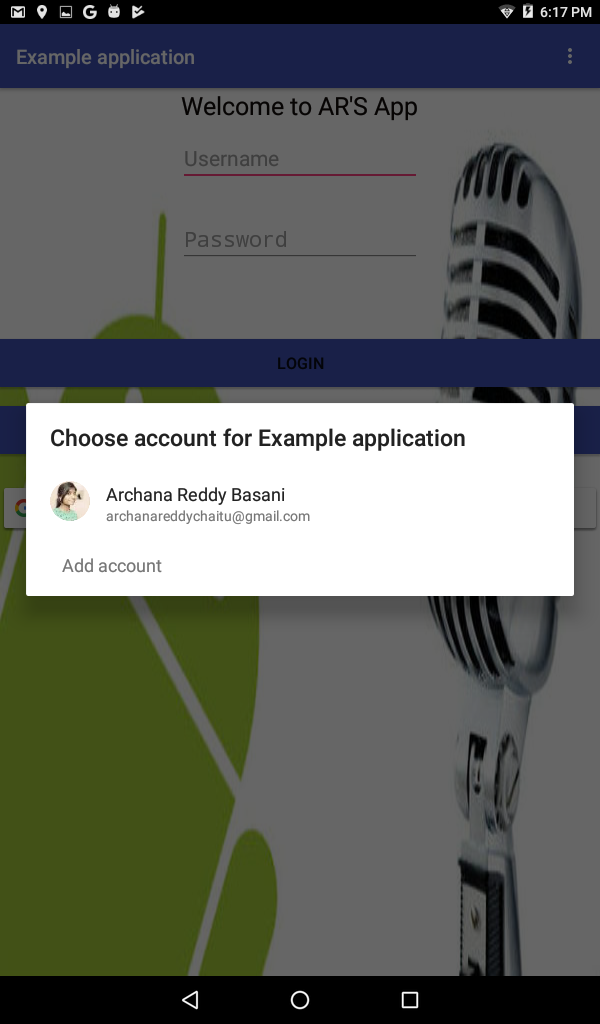 6:17 PM
Example application
Welcome to AR'S App
Username
Password
LOGIN
Choose account for Example application
Archana Reddy Basani
archanareddychaitu@gmail.com
Add account